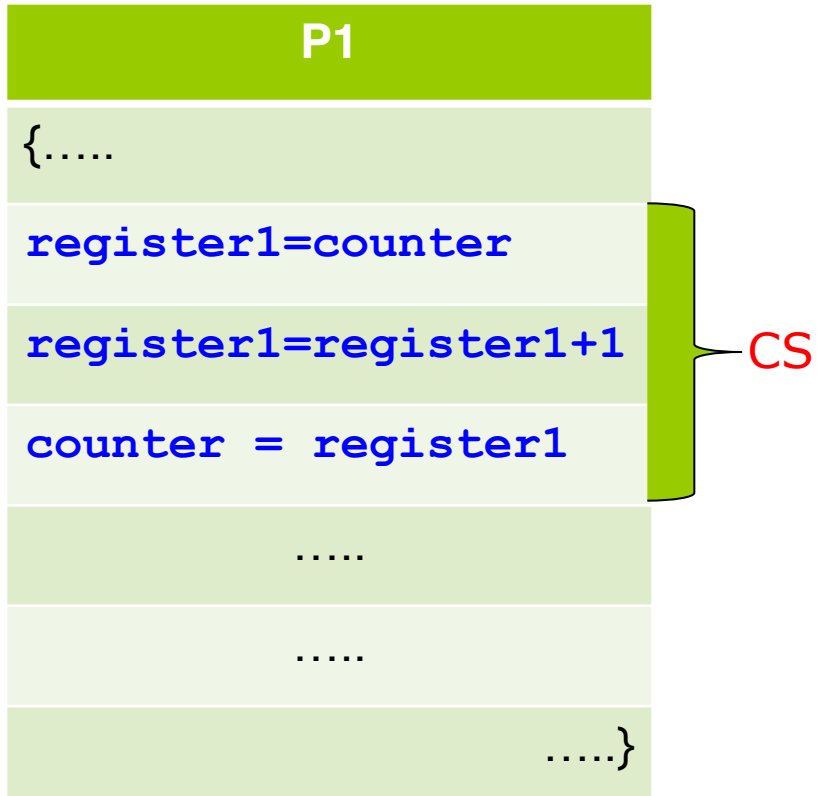 P1
{.....
register1=counter
register1=register1+1
CS
counter = register1
.....
.....
.....}